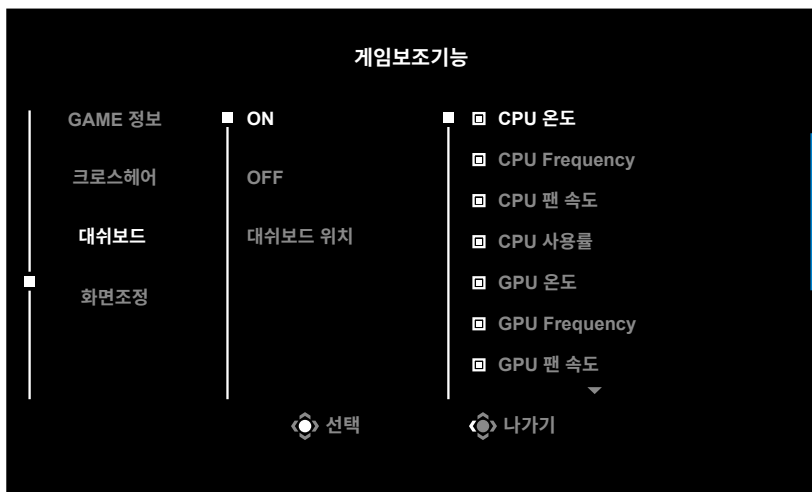 게임보조기능
GAME 정보
크로스헤어
대쉬보드
화면조정
ON
OFF
대쉬보드 위치
CPU 온도
CPU Frequency
CPU 팬 속도
CPU 사용률
GPU 온도
GPU Frequency
GPU 팬 속도
선택
나가기